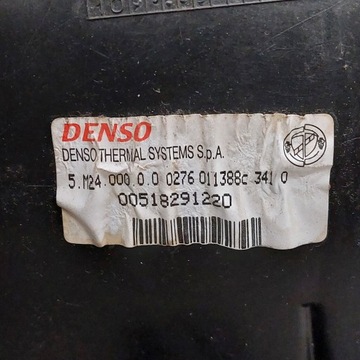 DENSO
DENSO THERMAL SYSTEMS S.p.A.
5.M24.000.0.0 0276 011388c 341 0
00518291220